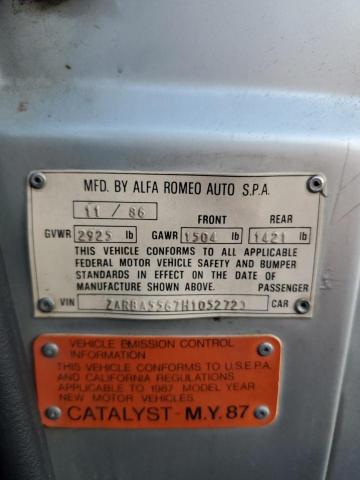 MFD. BY ALFA ROMEO AUTO S.P.A.
11 / 86 FRONT REAR
GVWR 2925 lb GAWR 1504 lb 1421 lb
THIS VEHICLE CONFORMS TO ALL APPLICABLE
FEDERAL MOTOR VEHICLE SAFETY AND BUMPER
STANDARDS IN EFFECT ON THE DATE OF
MANUFACTURE SHOWN ABOVE. PASSENGER
VIN CAR
VEHICLE EMISSION CONTROL
INFORMATION
THIS VEHICLE CONFORMS TO U.S.E.P.A.
AND CALIFORNIA REGULATIONS
APPLICABLE TO 1987 MODEL YEAR
NEW MOTOR VEHICLES.
CATALYST - M.Y. 87